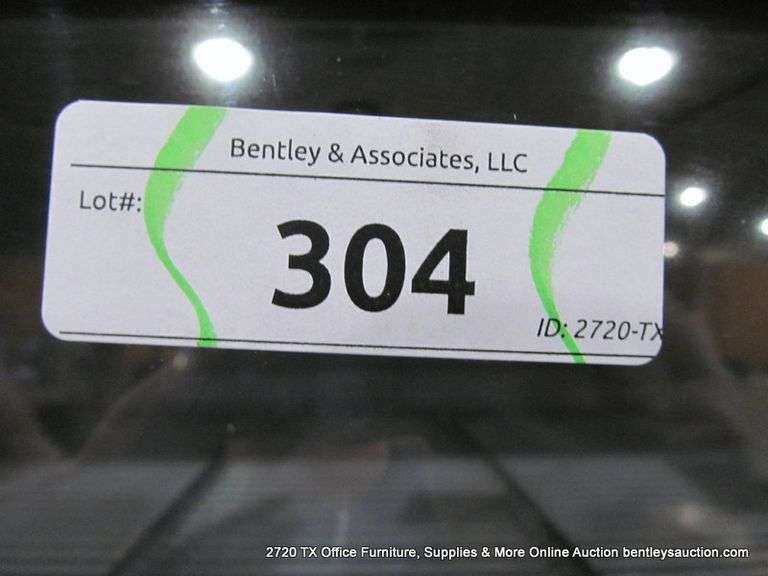 Bentley & Associates, LLC
Lot#:
304
ID: 2720-TX
2720 TX Office Furniture, Supplies & More Online Auction bentleysauction.com